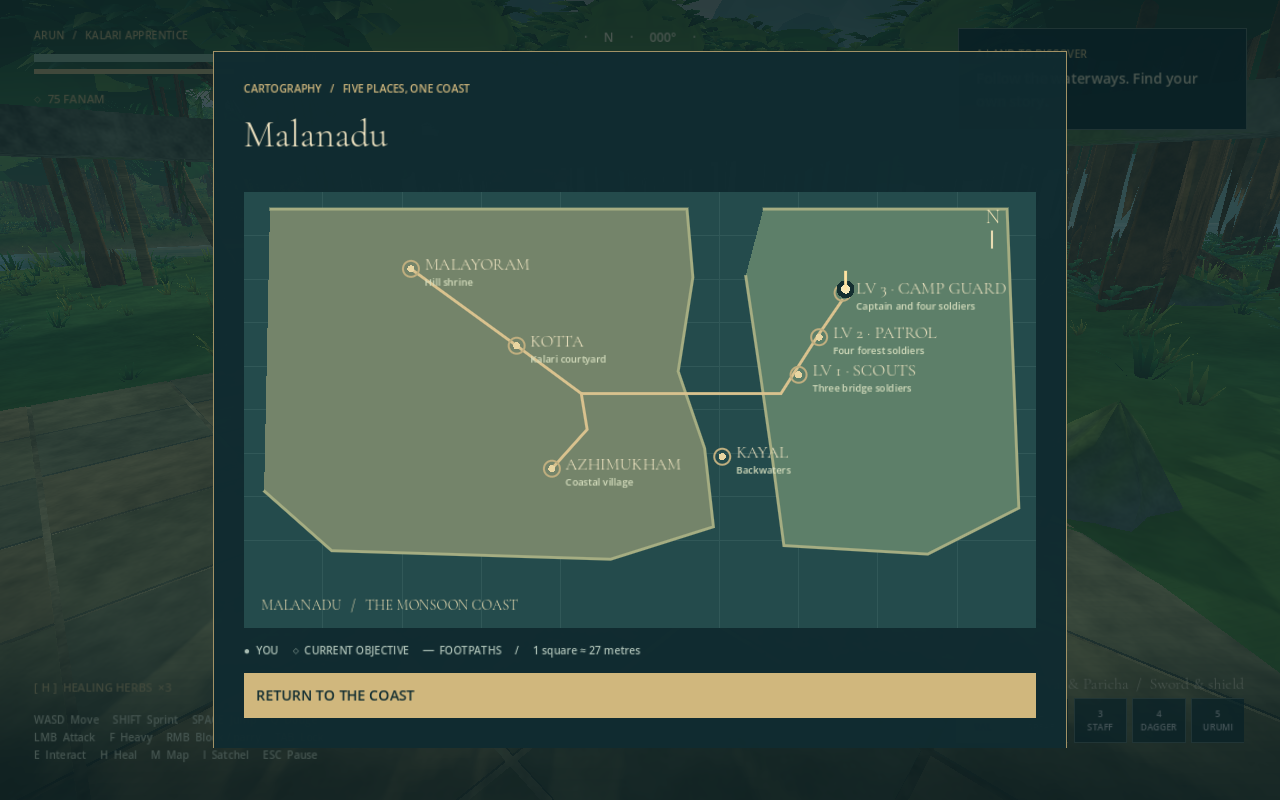 ARUN / KALARI APPRENTICE
75 FANAM
N · 000°
CARTOGRAPHY / FIVE PLACES, ONE COAST
Malanadu
N
MALAYORAM
Hill shrine
KOTTA
Kalari courtyard
AZHIMUKHAM
Coastal village
KAYAL
Backwaters
LV 3 · CAMP GUARD
Captain and four soldiers
LV 2 · PATROL
Four forest soldiers
LV 1 · SCOUTS
Three bridge soldiers
MALANADU / THE MONSOON COAST
● YOU ◇ CURRENT OBJECTIVE — FOOTPATHS / 1 square = 27 metres
RETURN TO THE COAST
[ H ] HEALING HERBS ×3
WASD Move SHIFT Sprint
LMB Attack F Heavy RMB
E Interact H Heal M Map I Satchel ESC Pause
& Paricha / Sword & shield
3
STAFF
4
DAGGER
5
URUMI
Find your